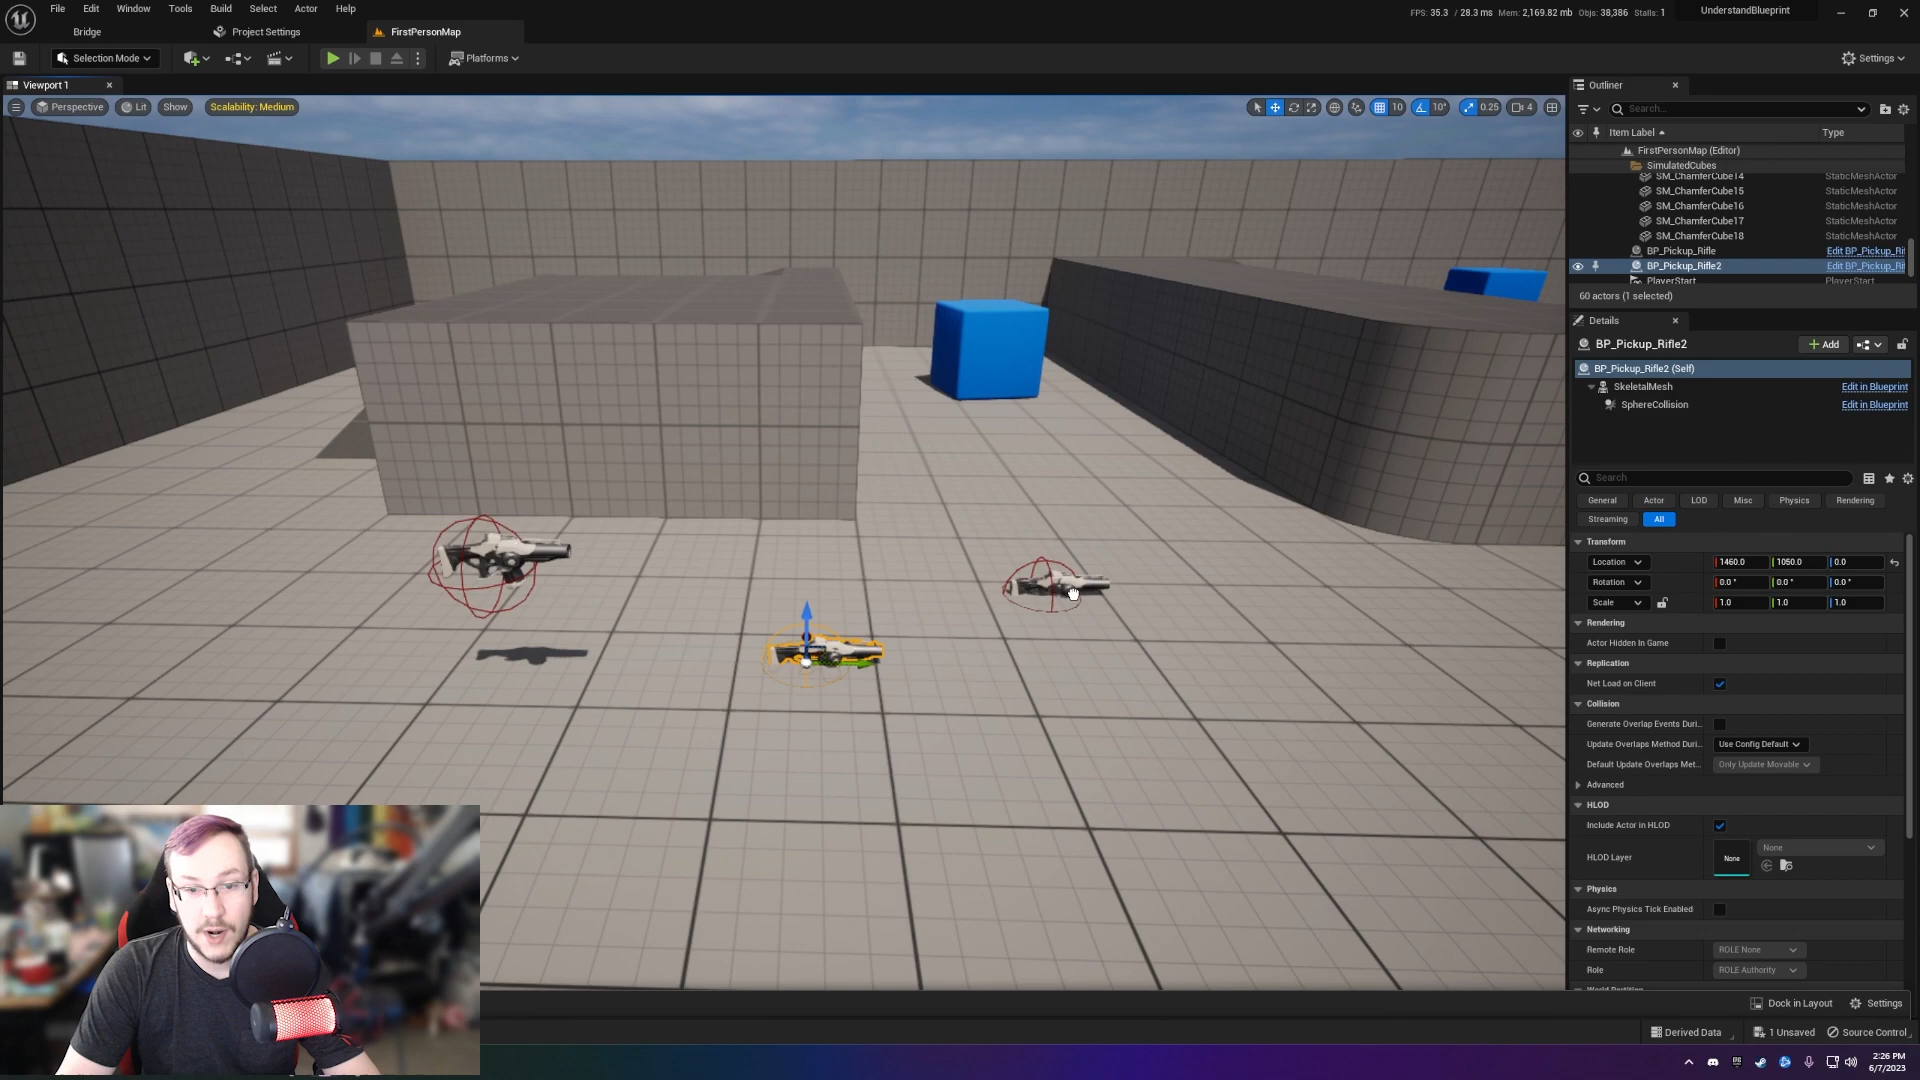 File Edit Window Tools Build Select Actor Help
FPS: 35.3 / 28.3 ms Mem: 2,169.82 mb Objs: 38,386 Stalls: 1
UnderstandBlueprint
Bridge
Project Settings
FirstPersonMap
Selection Mode
Platforms
Settings
Viewport 1
Perspective
Lit
Show
Scalability: Medium
10
10°
0.25
4
Outliner
Search...
Item Label
Type
FirstPersonMap (Editor)
SimulatedCubes
SM_ChamferCube14 StaticMeshActor
SM_ChamferCube15 StaticMeshActor
SM_ChamferCube16 StaticMeshActor
SM_ChamferCube17 StaticMeshActor
SM_ChamferCube18 StaticMeshActor
BP_Pickup_Rifle Edit BP_Pickup_Ri
BP_Pickup_Rifle2 Edit BP_Pickup_Ri
PlayerStart PlayerStart
60 actors (1 selected)
Details
BP_Pickup_Rifle2
Add
BP_Pickup_Rifle2 (Self)
SkeletalMesh Edit in Blueprint
SphereCollision Edit in Blueprint
Search
General Actor LOD Misc Physics Rendering
Streaming All
Transform
Location 1460.0 1050.0 0.0
Rotation 0.0 ° 0.0 ° 0.0 °
Scale 1.0 1.0 1.0
Rendering
Actor Hidden In Game
Replication
Net Load on Client
Collision
Generate Overlap Events Duri..
Update Overlaps Method Duri.. Use Config Default
Default Update Overlaps Met... Only Update Movable
Advanced
HLOD
Include Actor in HLOD
HLOD Layer None None
Physics
Async Physics Tick Enabled
Networking
Remote Role ROLE None
Role ROLE Authority
World Partition
Dock in Layout Settings
Derived Data 1 Unsaved Source Control
2:26 PM
6/7/2023